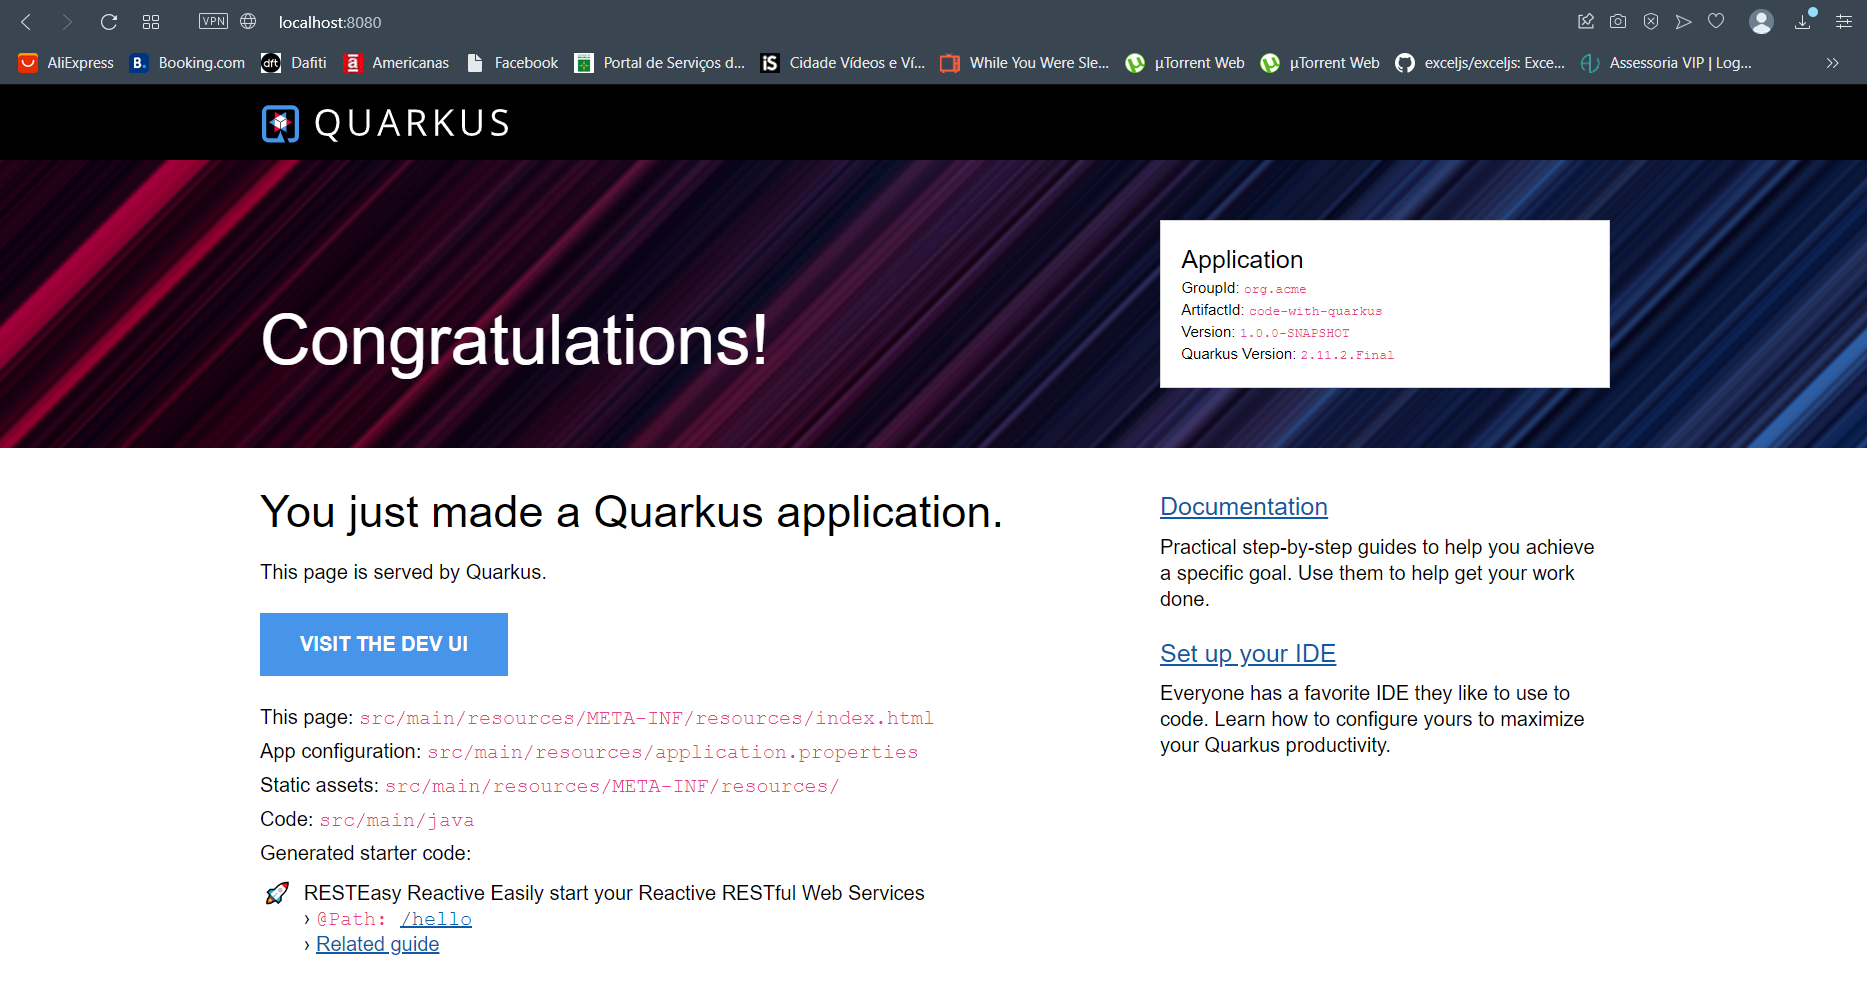 VPN localhost:8080
AliExpress B. Booking.com dft Dafiti a Americanas Facebook Portal de Serviços d... iS Cidade Vídeos e Ví... While You Were Sle... µTorrent Web µTorrent Web exceljs/exceljs: Exce... Assessoria VIP | Log...
QUARKUS
Congratulations!
Application
GroupId: org.acme
ArtifactId: code-with-quarkus
Version: 1.0.0-SNAPSHOT
Quarkus Version: 2.11.2.Final
You just made a Quarkus application.
This page is served by Quarkus.
VISIT THE DEV UI
This page: src/main/resources/META-INF/resources/index.html
App configuration: src/main/resources/application.properties
Static assets: src/main/resources/META-INF/resources/
Code: src/main/java
Generated starter code:
RESTEasy Reactive Easily start your Reactive RESTful Web Services
› @Path: /hello
› Related guide
Documentation
Practical step-by-step guides to help you achieve
a specific goal. Use them to help get your work
done.
Set up your IDE
Everyone has a favorite IDE they like to use to
code. Learn how to configure yours to maximize
your Quarkus productivity.